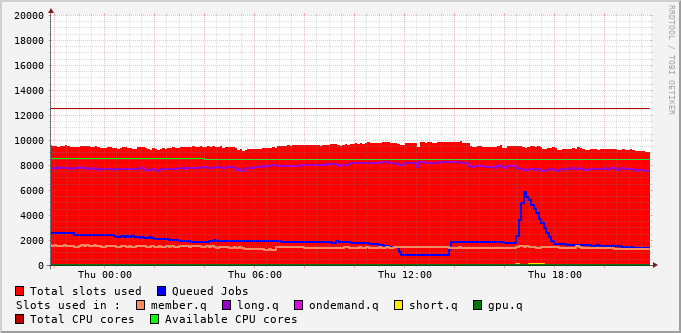 20000
18000
16000
14000
12000
10000
8000
6000
4000
2000
0
Thu 00:00 Thu 06:00 Thu 12:00 Thu 18:00
RRDTOOL / TOBI OETIKER
Total slots used Queued Jobs
Slots used in : member.q long.q ondemand.q short.q gpu.q
Total CPU cores Available CPU cores